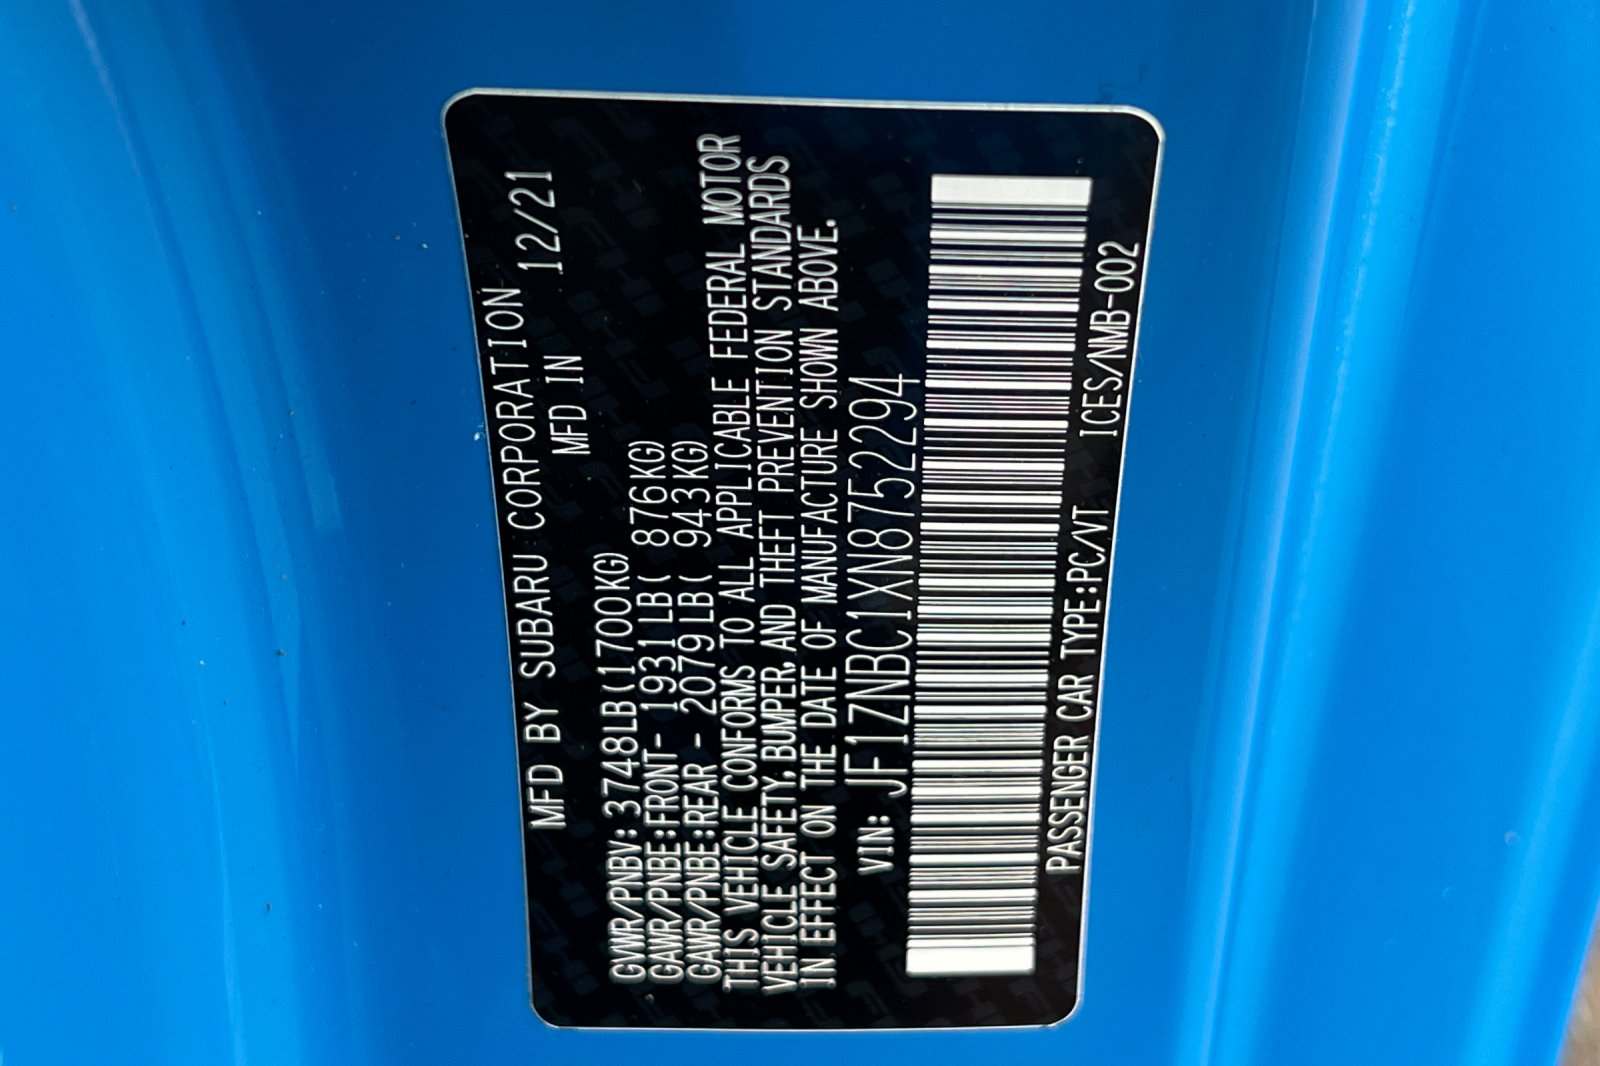 MFD BY SUBARU CORPORATION
MFD IN 12/21
GVWR/PNBV: 3748LB(1700KG)
GAWR/PNBE:FRONT- 1931LB( 876KG)
GAWR/PNBE:REAR - 2079LB( 943KG)
THIS VEHICLE CONFORMS TO ALL APPLICABLE FEDERAL MOTOR
VEHICLE SAFETY, BUMPER, AND THEFT PREVENTION STANDARDS
IN EFFECT ON THE DATE OF MANUFACTURE SHOWN ABOVE.
VIN: JF1ZNBC1XN8752294
PASSENGER CAR TYPE:PC/VT ICES/NMB-002